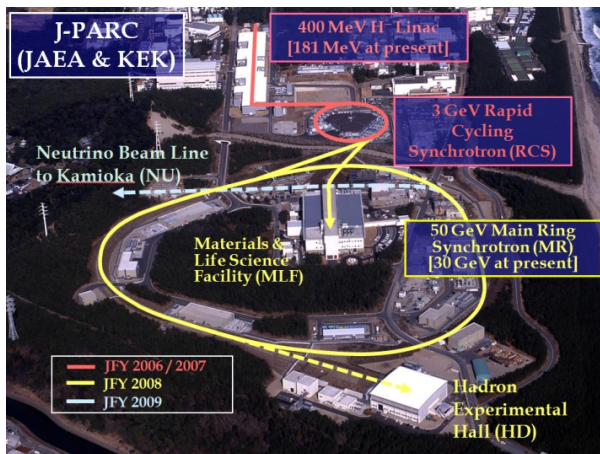 J-PARC
(JAEA & KEK)
400 MeV H- Linac
[181 MeV at present]
3 GeV Rapid
Cycling
Synchrotron (RCS)
Neutrino Beam Line
to Kamioka (NU)
50 GeV Main Ring
Synchrotron (MR)
[30 GeV at present]
Materials &
Life Science
Facility (MLF)
JFY 2006 / 2007
JFY 2008
JFY 2009
Hadron
Experimental
Hall (HD)